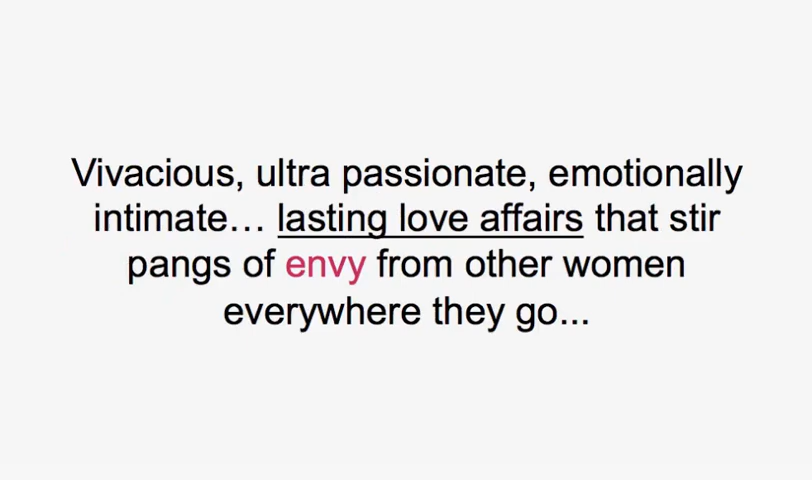 Vivacious, ultra passionate, emotionally
intimate… lasting love affairs that stir
pangs of envy from other women
everywhere they go...